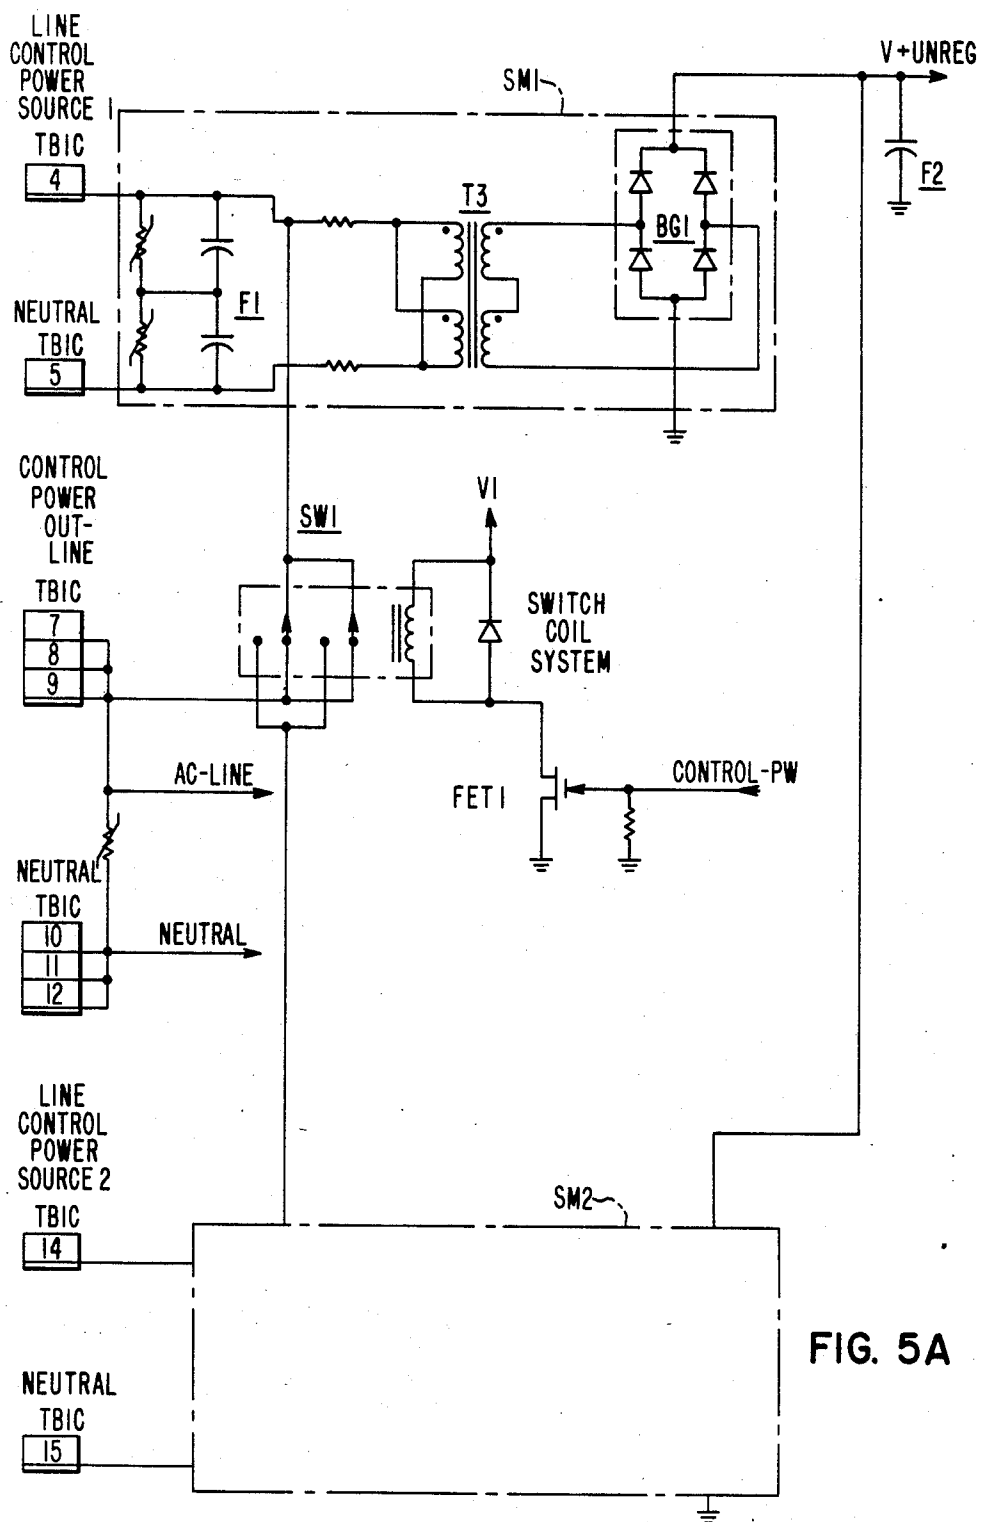 LINE
CONTROL
POWER
SOURCE 1
TBIC
4
NEUTRAL
TBIC
5
SM1
F1
T3
BG1
V+UNREG
F2
CONTROL
POWER
OUT-
LINE
TBIC
7
8
9
SW1
V1
SWITCH
COIL
SYSTEM
AC-LINE
FET1
CONTROL-PW
NEUTRAL
TBIC
10
11
12
NEUTRAL
LINE
CONTROL
POWER
SOURCE 2
TBIC
14
SM2
NEUTRAL
TBIC
15
FIG. 5A